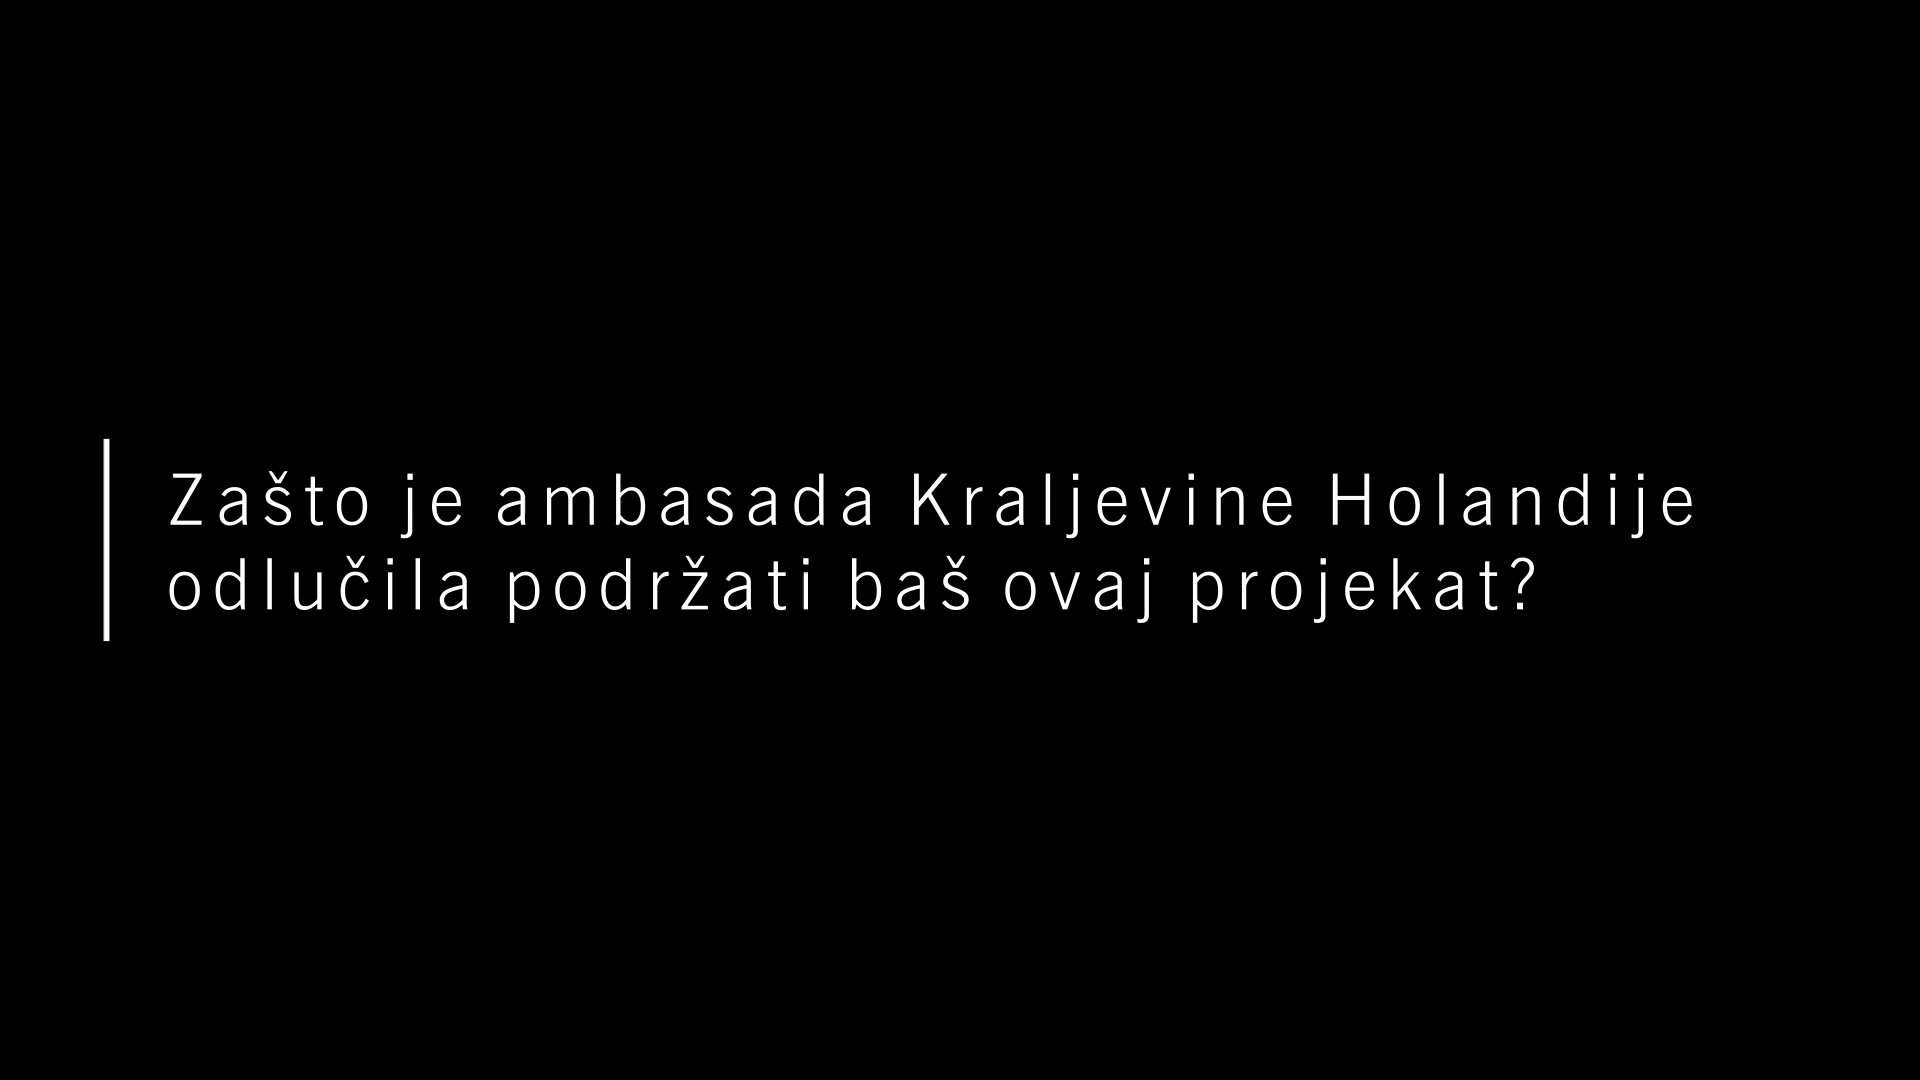 Zašto je ambasada Kraljevine Holandije
odlučila podržati baš ovaj projekat?